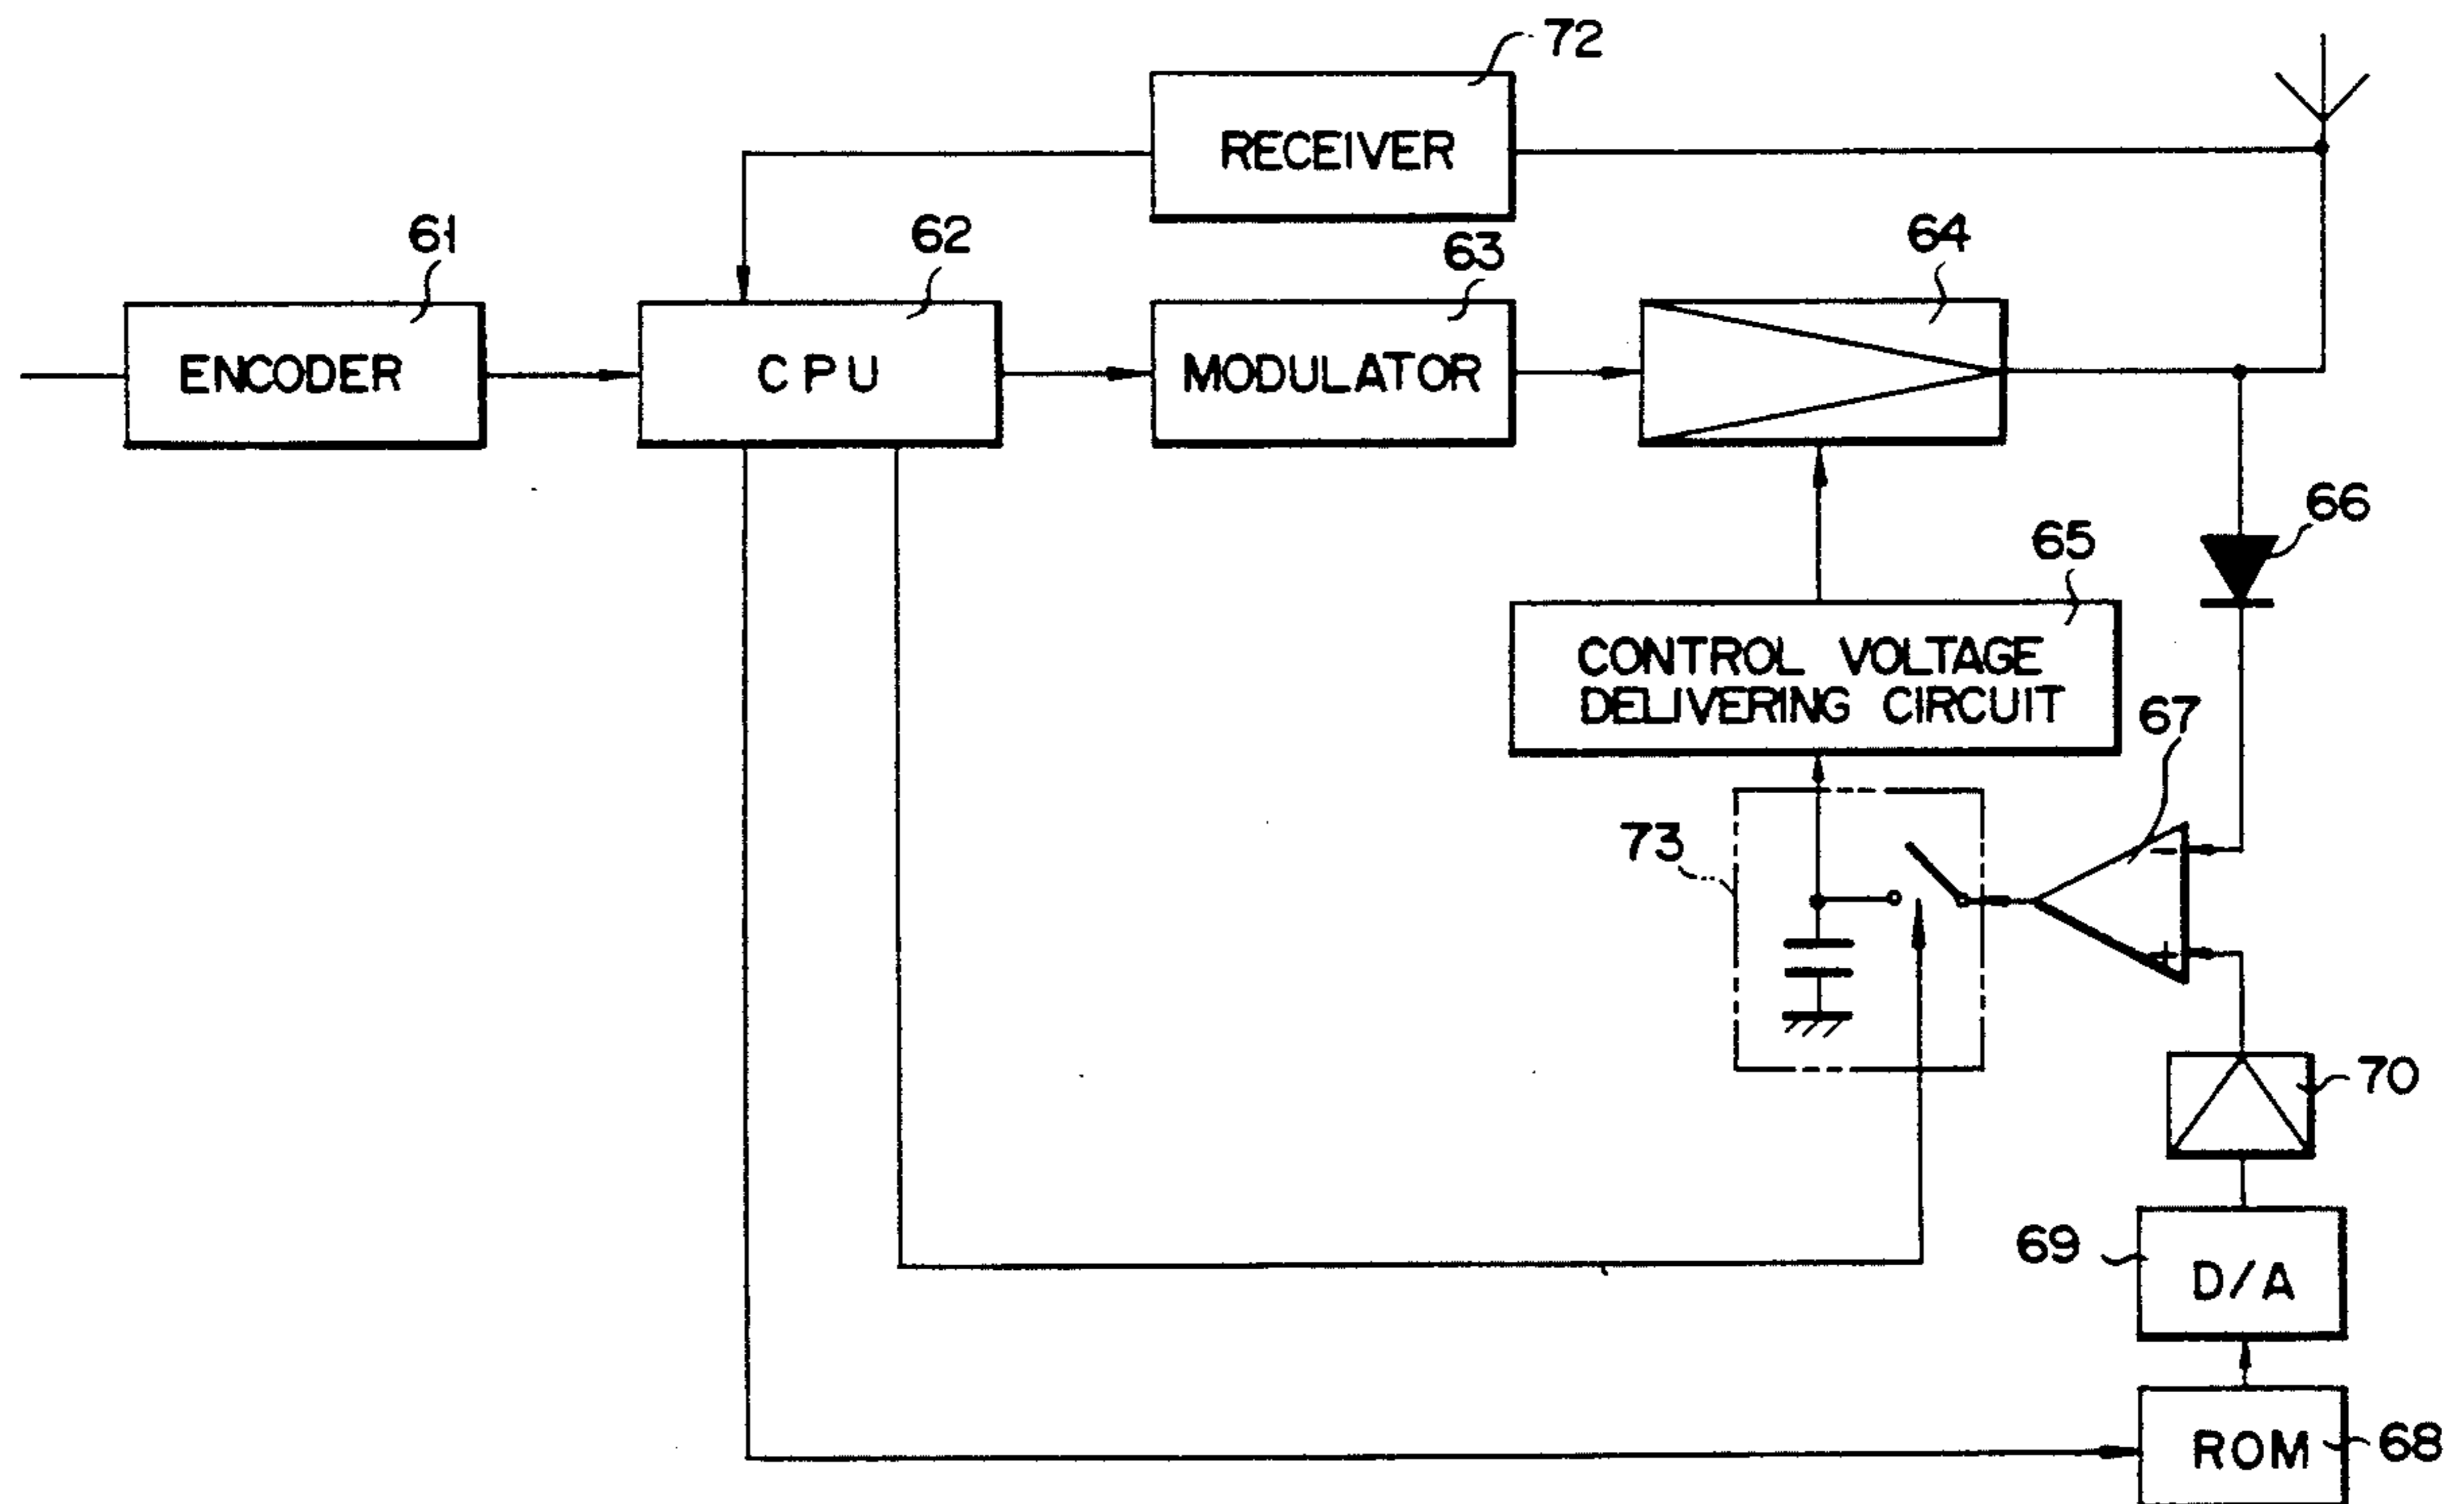 72
RECEIVER
61
62
63
64
ENCODER
CPU
MODULATOR
66
65
CONTROL VOLTAGE
DELIVERING CIRCUIT
67
73
−
+
70
69
D/A
ROM
68